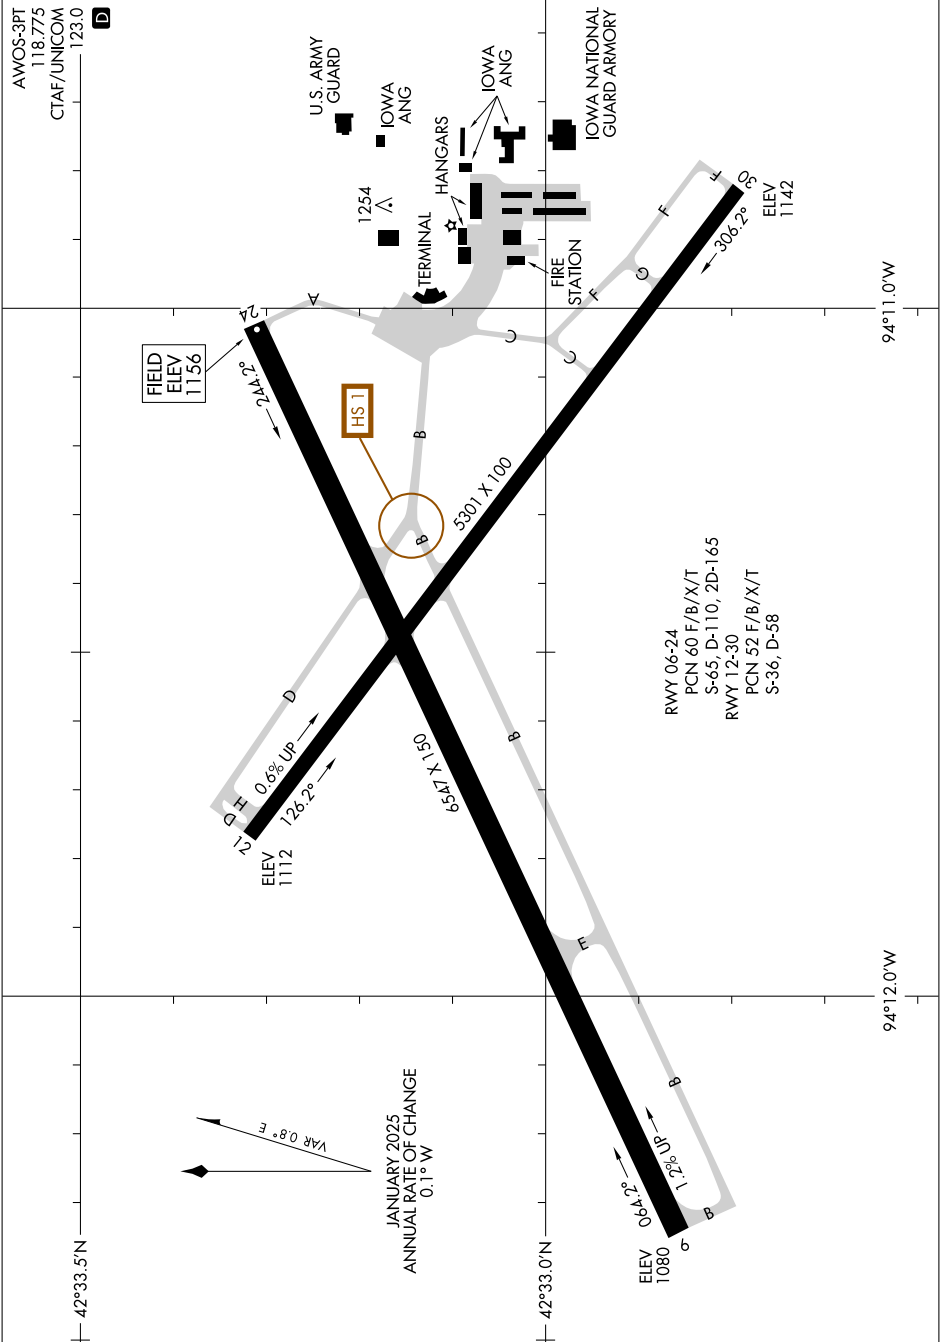 AWOS-3PT
118.775
CTAF/UNICOM
123.0
D
U.S. ARMY
GUARD
IOWA
ANG
IOWA
ANG
IOWA NATIONAL
GUARD ARMORY
HANGARS
1254
TERMINAL
FIRE
STATION
FIELD
ELEV
1156
24
244.2°
A
HS 1
B
B
C
C
F
F
F
G
30
ELEV
1142
306.2°
94°11.0'W
5301 X 100
D
0.6% UP
D
H
12
126.2°
ELEV
1112
6547 X 150
B
E
B
B
RWY 06-24
PCN 60 F/B/X/T
S-65, D-110, 2D-165
RWY 12-30
PCN 52 F/B/X/T
S-36, D-58
94°12.0'W
VAR 0.8° E
JANUARY 2025
ANNUAL RATE OF CHANGE
0.1° W
064.2°
1.2% UP
6
ELEV
1080
42°33.5'N
42°33.0'N